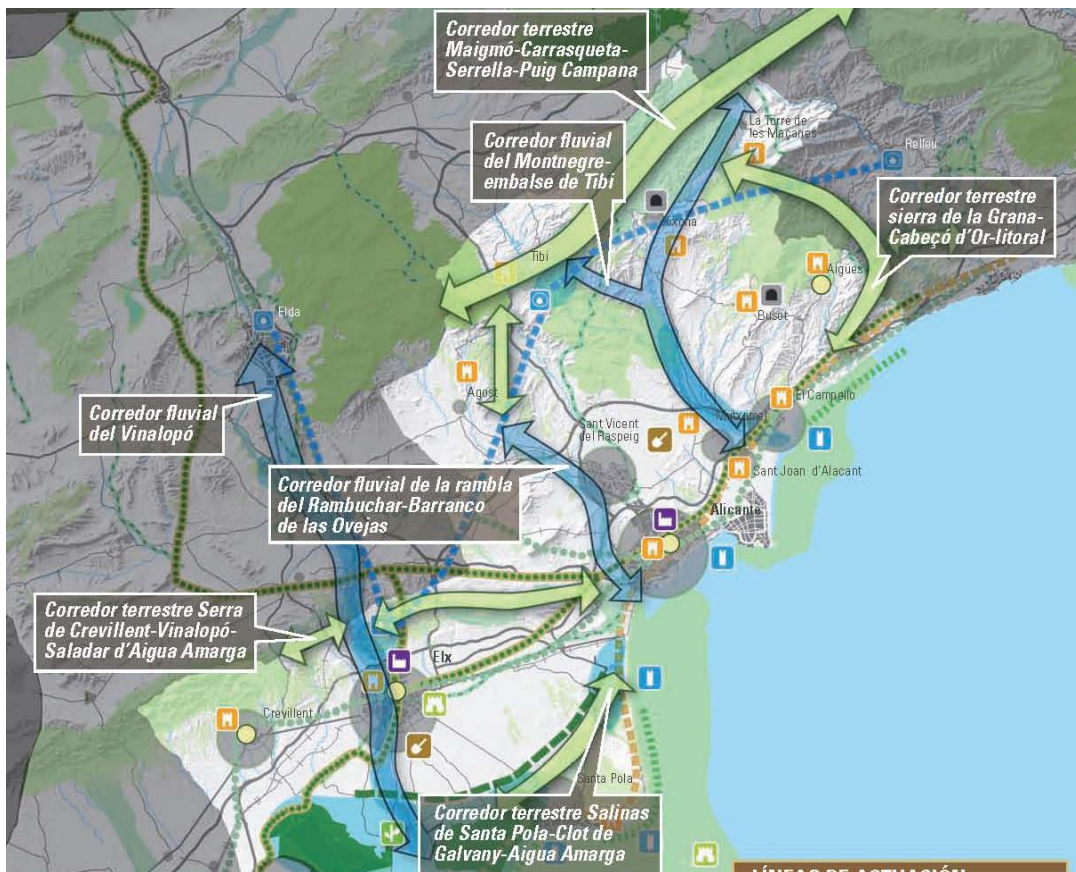 Corredor terrestre
Maigmó-Carrasqueta-
Serrella-Puig Campana
La Torre de
les Maçanes
Corredor fluvial
del Montnegre-
embalse de Tibi
Relleu
Corredor terrestre
sierra de la Grana-
Cabeçó d'Or-litoral
Xixona
Tibi
Aigües
Busot
Elda
Agost
El Campello
Corredor fluvial
del Vinalopó
Mutxamel
Sant Vicent
del Raspeig
Sant Joan d'Alacant
Corredor fluvial de la rambla
del Rambuchar-Barranco
de las Ovejas
Alicante
Corredor terrestre Serra
de Crevillent-Vinalopó-
Saladar d'Aigua Amarga
Elx
Crevillent
Santa Pola
Corredor terrestre Salinas
de Santa Pola-Clot de
Galvany-Aigua Amarga
LÍNEAS DE ACTUACIÓN